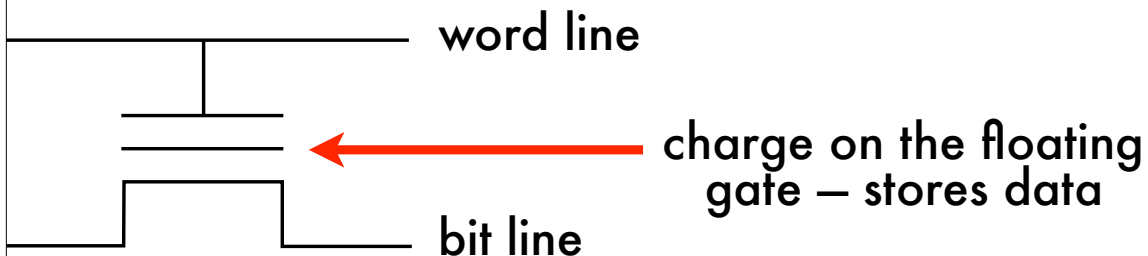 word line
charge on the floating
gate — stores data
bit line